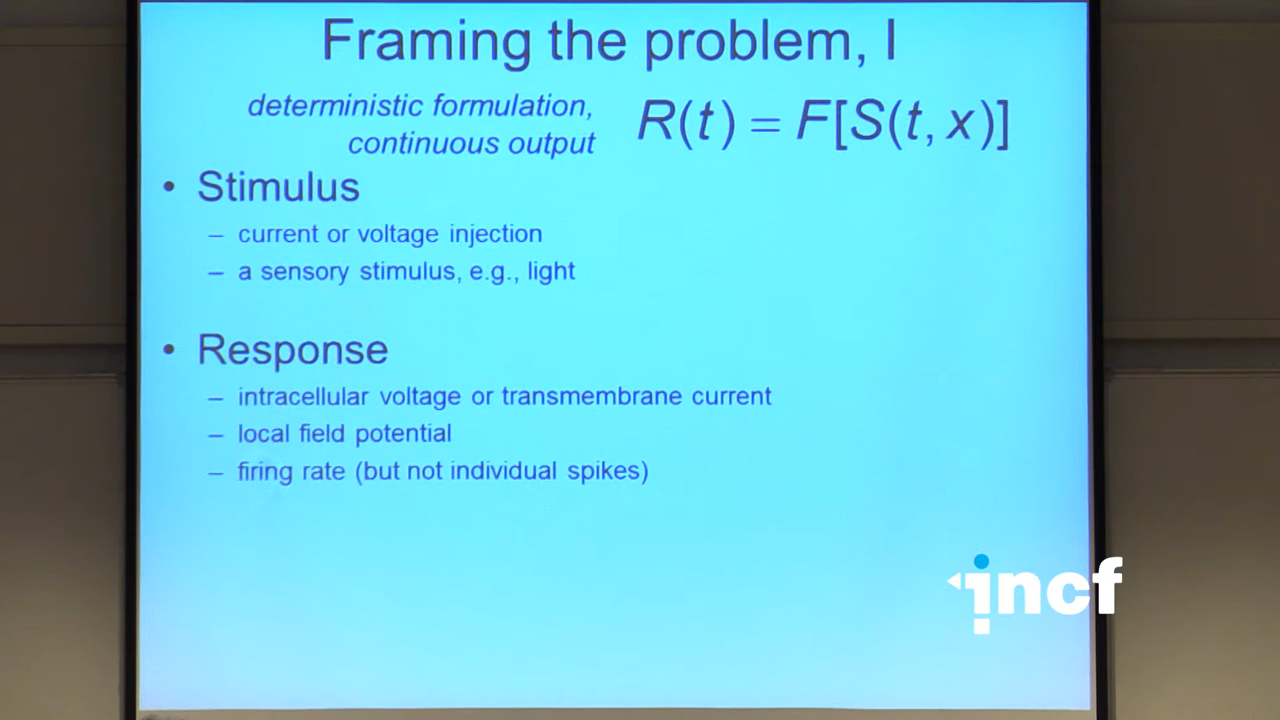 Framing the problem, I
deterministic formulation,
continuous output
R(t) = F[S(t, x)]
• Stimulus
– current or voltage injection
– a sensory stimulus, e.g., light
• Response
– intracellular voltage or transmembrane current
– local field potential
– firing rate (but not individual spikes)
incf